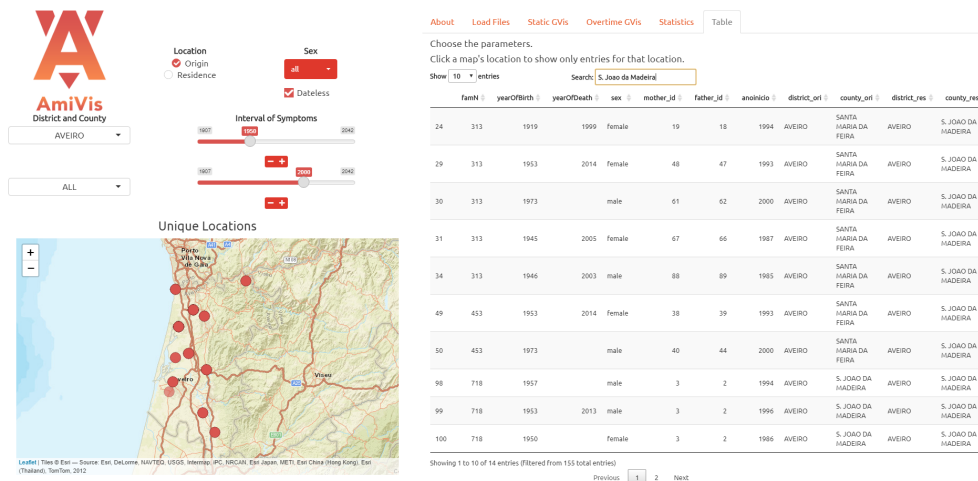 AmiVis
Location
Origin
Residence
Sex
all
Dateless
District and County
AVEIRO
ALL
Interval of Symptoms
1907 1950 2042
1907 2000 2042
Unique Locations
+
−
Porto
Vila Nova
de Gaia
Aveiro
Viseu
Leaflet | Tiles © Esri — Source: Esri, DeLorme, NAVTEQ, USGS, Intermap, iPC, NRCAN, Esri Japan, METI, Esri China (Hong Kong), Esri
(Thailand), TomTom, 2012
About Load Files Static GVis Overtime GVis Statistics Table
Choose the parameters.
Click a map's location to show only entries for that location.
Show 10 entries Search: S. Joao da Madeira
famN yearOfBirth yearOfDeath sex mother_id father_id anoinicio district_ori county_ori district_res county_res
24 313 1919 1999 female 19 18 1994 AVEIRO SANTA MARIA DA FEIRA AVEIRO S. JOAO DA MADEIRA
29 313 1953 2014 female 48 47 1993 AVEIRO SANTA MARIA DA FEIRA AVEIRO S. JOAO DA MADEIRA
30 313 1973 male 61 62 2000 AVEIRO SANTA MARIA DA FEIRA AVEIRO S. JOAO DA MADEIRA
31 313 1945 2005 female 67 66 1987 AVEIRO SANTA MARIA DA FEIRA AVEIRO S. JOAO DA MADEIRA
34 313 1946 2003 male 88 89 1985 AVEIRO SANTA MARIA DA FEIRA AVEIRO S. JOAO DA MADEIRA
49 453 1953 2014 female 38 39 1993 AVEIRO SANTA MARIA DA FEIRA AVEIRO S. JOAO DA MADEIRA
50 453 1973 male 40 44 2000 AVEIRO SANTA MARIA DA FEIRA AVEIRO S. JOAO DA MADEIRA
98 718 1957 male 3 2 1994 AVEIRO S. JOAO DA MADEIRA AVEIRO S. JOAO DA MADEIRA
99 718 1953 2013 male 3 2 1996 AVEIRO S. JOAO DA MADEIRA AVEIRO S. JOAO DA MADEIRA
100 718 1950 female 3 2 1986 AVEIRO S. JOAO DA MADEIRA AVEIRO S. JOAO DA MADEIRA
Showing 1 to 10 of 14 entries (filtered from 155 total entries)
Previous 1 2 Next